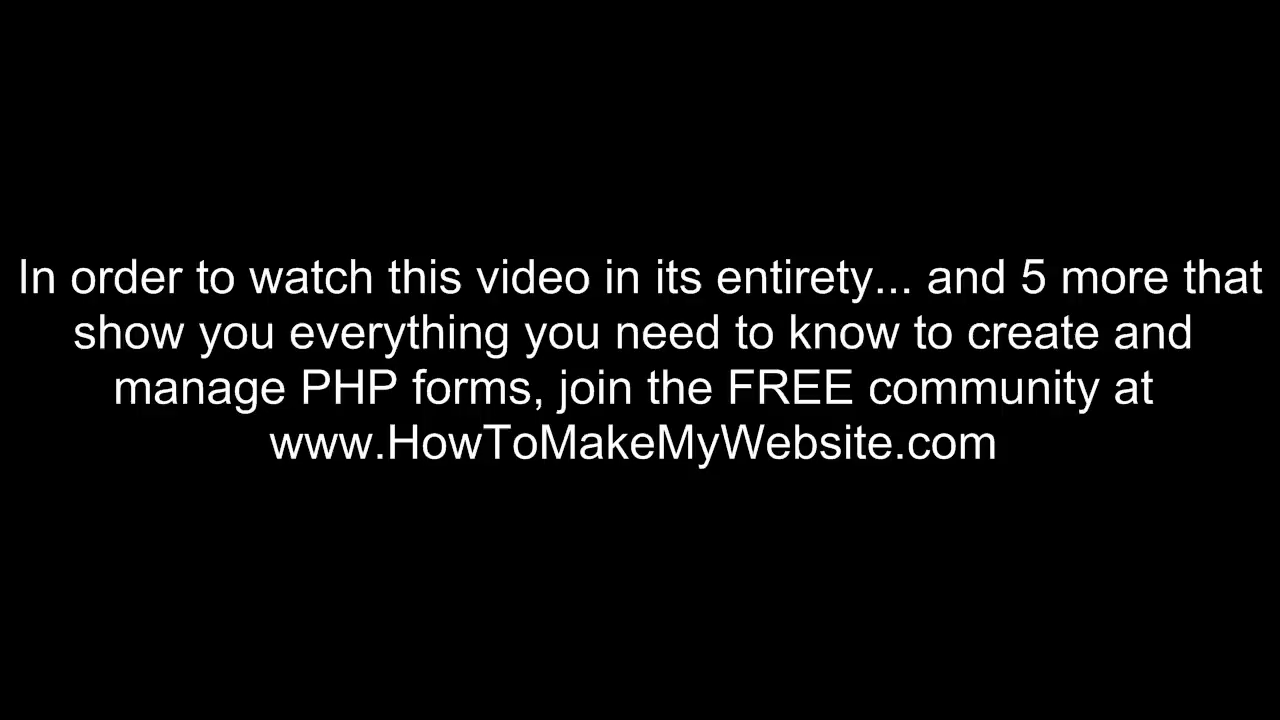 In order to watch this video in its entirety... and 5 more that
show you everything you need to know to create and
manage PHP forms, join the FREE community at
www.HowToMakeMyWebsite.com